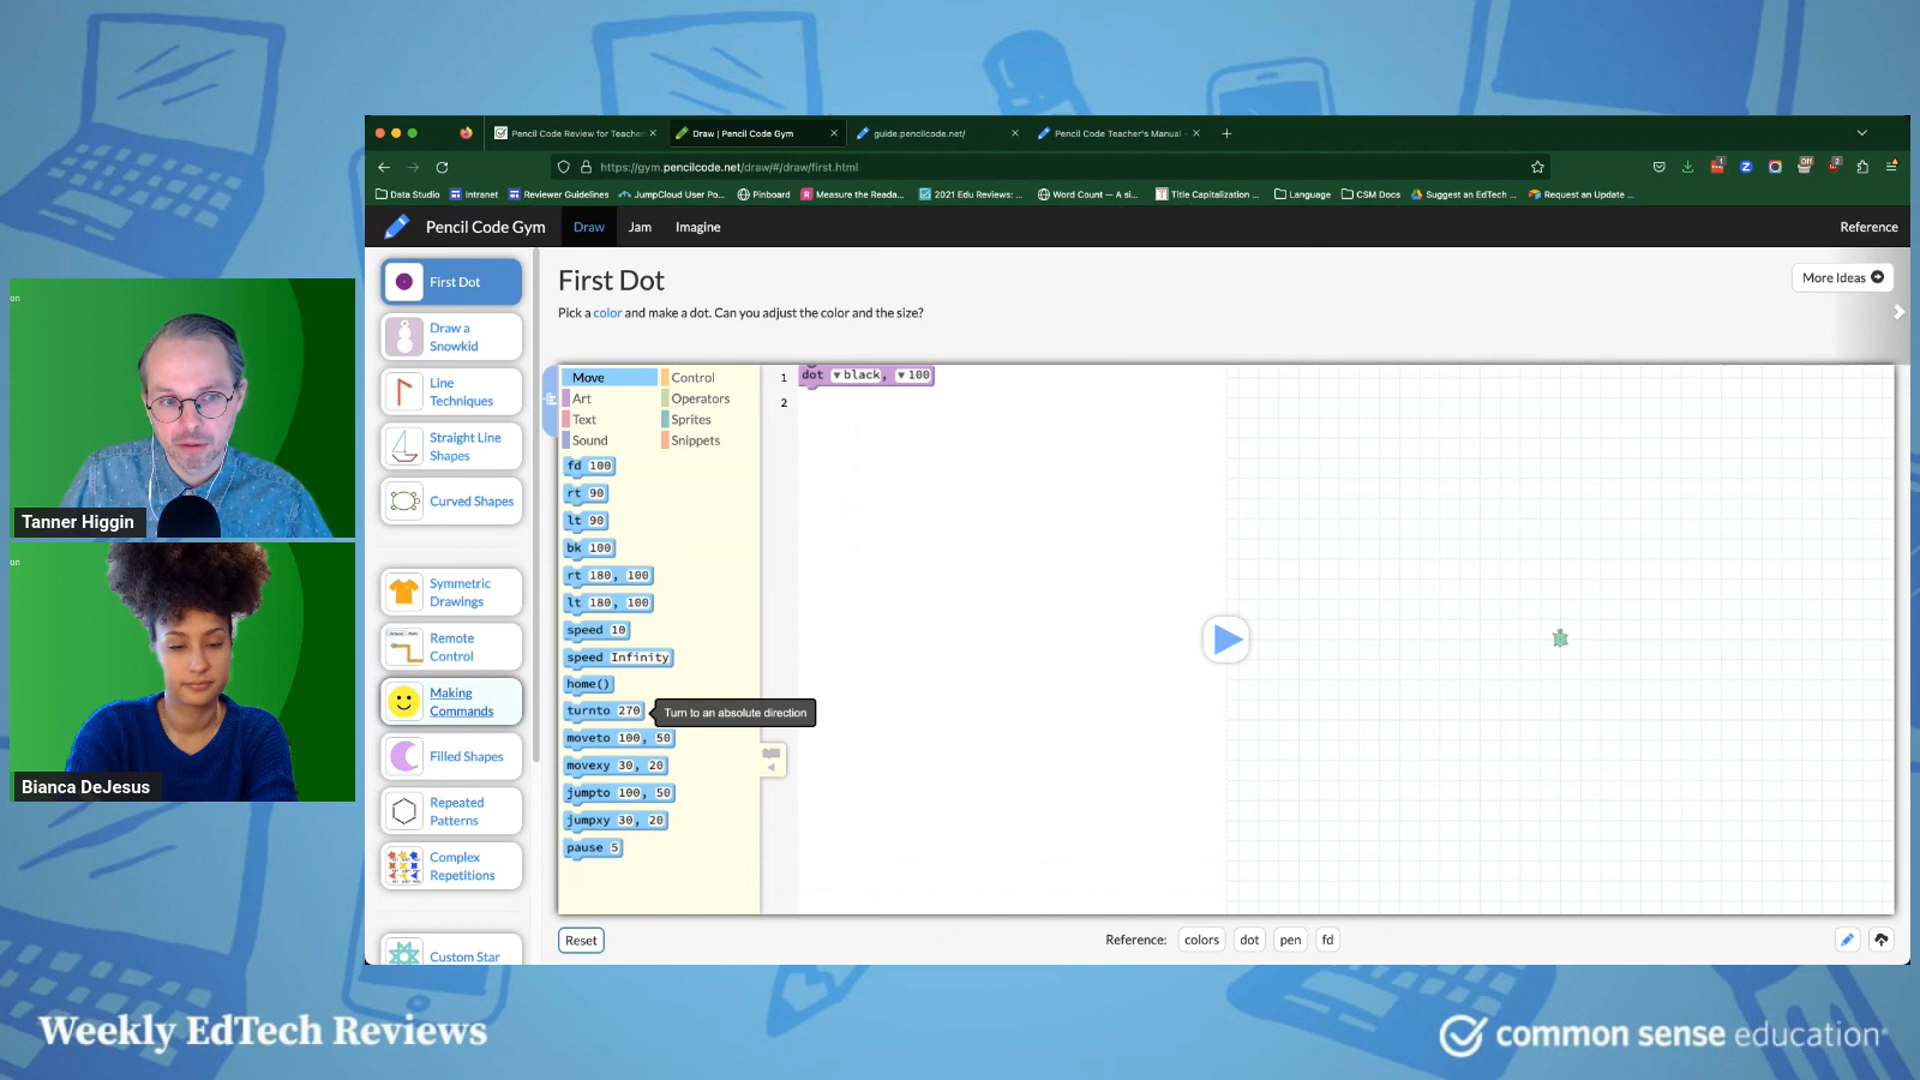 Pencil Code Review for Teacher
Draw | Pencil Code Gym
guide.pencilcode.net/
Pencil Code Teacher's Manual -
https://gym.pencilcode.net/draw/#/draw/first.html
Data Studio
Intranet
Reviewer Guidelines
JumpCloud User Po...
Pinboard
Measure the Reada...
2021 Edu Reviews: ...
Word Count — A si...
Title Capitalization ...
Language
CSM Docs
Suggest an EdTech ...
Request an Update ...
Pencil Code Gym
Draw
Jam
Imagine
Reference
First Dot
Draw a
Snowkid
Line
Techniques
Straight Line
Shapes
Curved Shapes
Symmetric
Drawings
Remote
Control
Making
Commands
Filled Shapes
Repeated
Patterns
Complex
Repetitions
Custom Star
First Dot
More Ideas
Pick a color and make a dot. Can you adjust the color and the size?
Move
Control
Art
Operators
Text
Sprites
Sound
Snippets
fd 100
rt 90
lt 90
bk 100
rt 180, 100
lt 180, 100
speed 10
speed Infinity
home()
turnto 270
Turn to an absolute direction
moveto 100, 50
movexy 30, 20
jumpto 100, 50
jumpxy 30, 20
pause 5
1
dot ▼black, ▼100
2
Reset
Reference:
colors
dot
pen
fd
on
Tanner Higgin
on
Bianca DeJesus
Weekly EdTech Reviews
common sense education